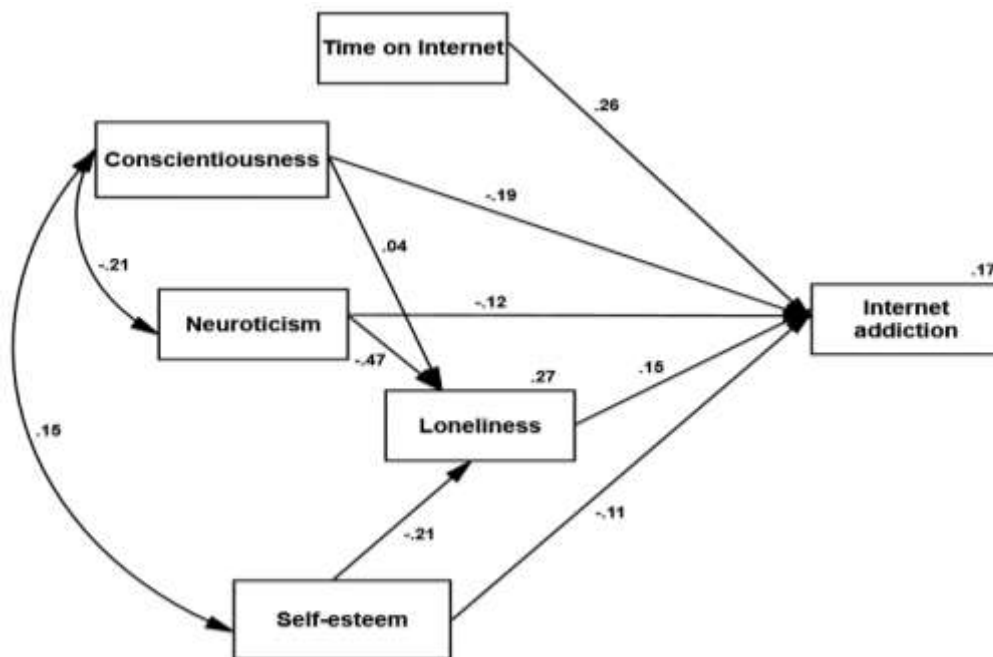 Time on Internet
.26
Conscientiousness
-.19
.04
-.21
.17
-.12
Neuroticism
Internet
addiction
-.47
.27
.15
Loneliness
.15
-.11
-.21
Self-esteem